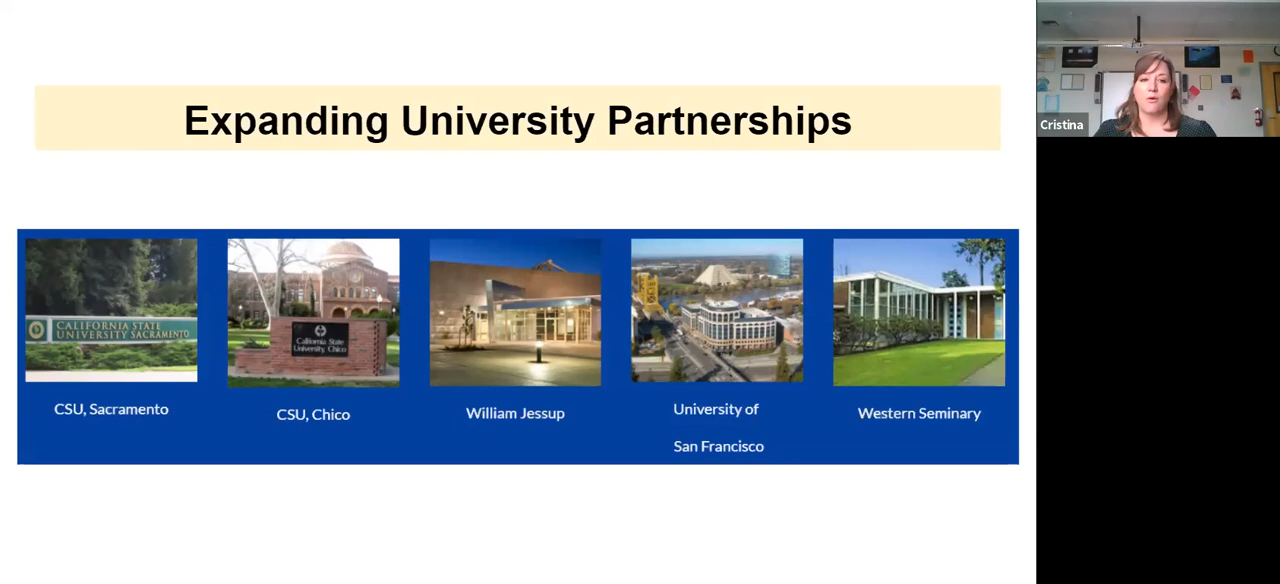 Expanding University Partnerships
Cristina
CALIFORNIA STATE
UNIVERSITY SACRAMENTO
California State
University, Chico
CSU, Sacramento
CSU, Chico
William Jessup
University of
San Francisco
Western Seminary